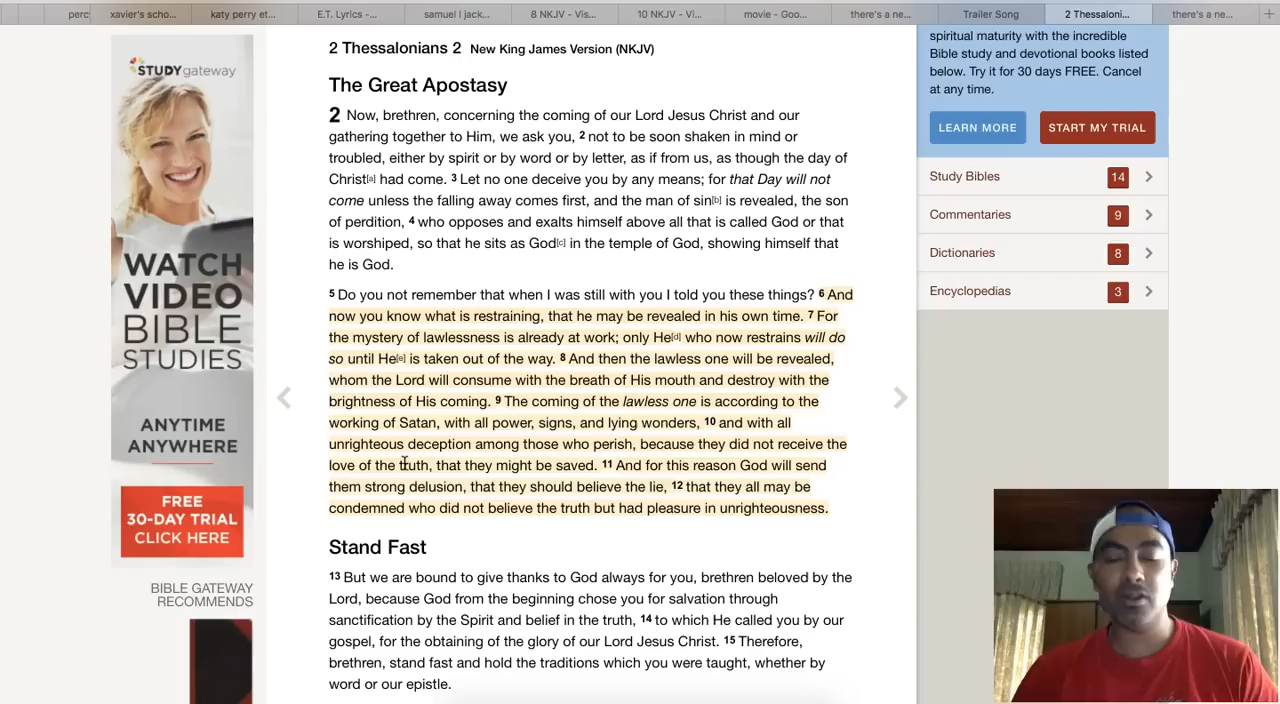 xavier's scho...
katy perry et...
E.T. Lyrics -...
samuel l jack...
8 NKJV - Vis...
10 NKJV - Vi...
movie - Goo...
there's a ne...
Trailer Song
2 Thessaloni...
there's a ne...
STUDYgateway
WATCH
VIDEO
BIBLE
STUDIES
ANYTIME
ANYWHERE
FREE
30-DAY TRIAL
CLICK HERE
BIBLE GATEWAY
RECOMMENDS
2 Thessalonians 2 New King James Version (NKJV)
The Great Apostasy
2 Now, brethren, concerning the coming of our Lord Jesus Christ and our
gathering together to Him, we ask you, 2 not to be soon shaken in mind or
troubled, either by spirit or by word or by letter, as if from us, as though the day of
Christ[a] had come. 3 Let no one deceive you by any means; for that Day will not
come unless the falling away comes first, and the man of sin[b] is revealed, the son
of perdition, 4 who opposes and exalts himself above all that is called God or that
is worshiped, so that he sits as God[c] in the temple of God, showing himself that
he is God.
5 Do you not remember that when I was still with you I told you these things? 6 And
now you know what is restraining, that he may be revealed in his own time. 7 For
the mystery of lawlessness is already at work; only He[d] who now restrains will do
so until He[e] is taken out of the way. 8 And then the lawless one will be revealed,
whom the Lord will consume with the breath of His mouth and destroy with the
brightness of His coming. 9 The coming of the lawless one is according to the
working of Satan, with all power, signs, and lying wonders, 10 and with all
unrighteous deception among those who perish, because they did not receive the
love of the truth, that they might be saved. 11 And for this reason God will send
them strong delusion, that they should believe the lie, 12 that they all may be
condemned who did not believe the truth but had pleasure in unrighteousness.
Stand Fast
13 But we are bound to give thanks to God always for you, brethren beloved by the
Lord, because God from the beginning chose you for salvation through
sanctification by the Spirit and belief in the truth, 14 to which He called you by our
gospel, for the obtaining of the glory of our Lord Jesus Christ. 15 Therefore,
brethren, stand fast and hold the traditions which you were taught, whether by
word or our epistle.
spiritual maturity with the incredible
Bible study and devotional books listed
below. Try it for 30 days FREE. Cancel
at any time.
LEARN MORE
START MY TRIAL
Study Bibles 14
Commentaries 9
Dictionaries 8
Encyclopedias 3